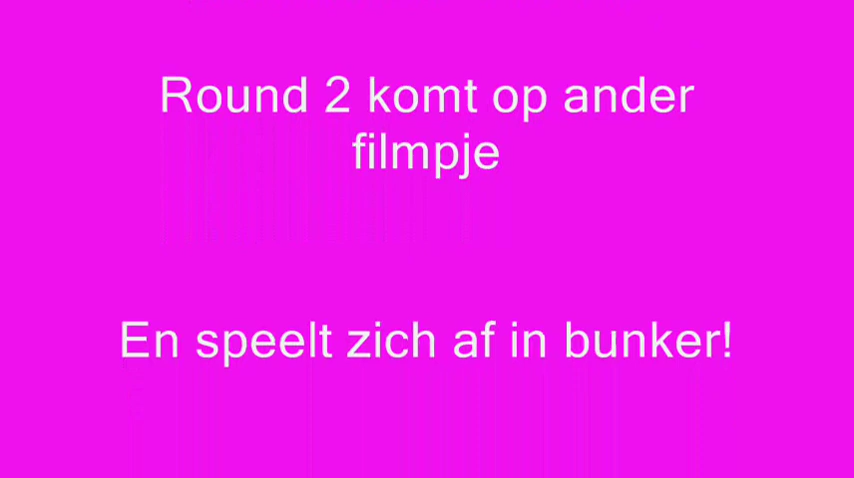 Round 2 komt op ander
filmpje
En speelt zich af in bunker!